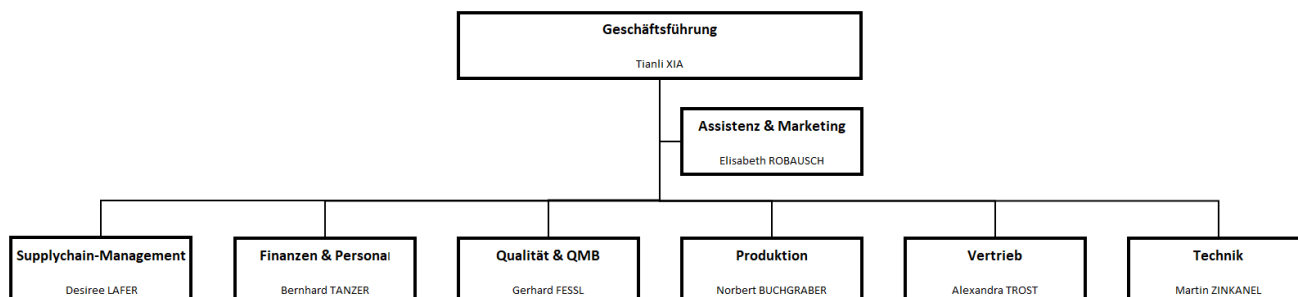 Geschäftsführung
Tianli XIA
Assistenz & Marketing
Elisabeth ROBAUSCH
Supplychain-Management
Desiree LAFER
Finanzen & Personal
Bernhard TANZER
Qualität & QMB
Gerhard FESSL
Produktion
Norbert BUCHGRABER
Vertrieb
Alexandra TROST
Technik
Martin ZINKANEL